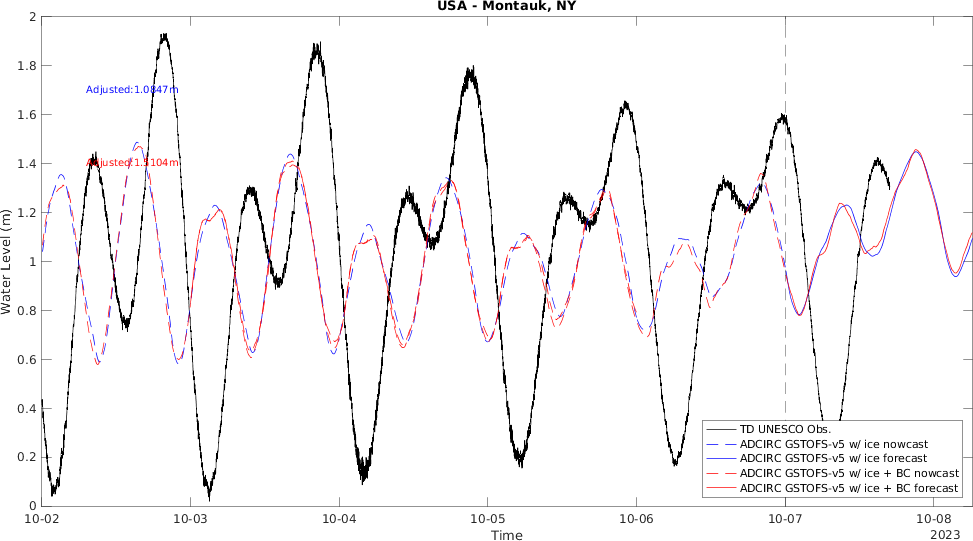 USA - Montauk, NY
2
1.8
1.6
1.4
1.2
1
0.8
0.6
0.4
0.2
0
Water Level (m)
Adjusted:1.0847m
Adjusted:1.1104m
TD UNESCO Obs.
ADCIRC GSTOFS-v5 w/ ice nowcast
ADCIRC GSTOFS-v5 w/ ice forecast
ADCIRC GSTOFS-v5 w/ ice + BC nowcast
ADCIRC GSTOFS-v5 w/ ice + BC forecast
10-02 10-03 10-04 10-05 10-06 10-07 10-08
Time
2023